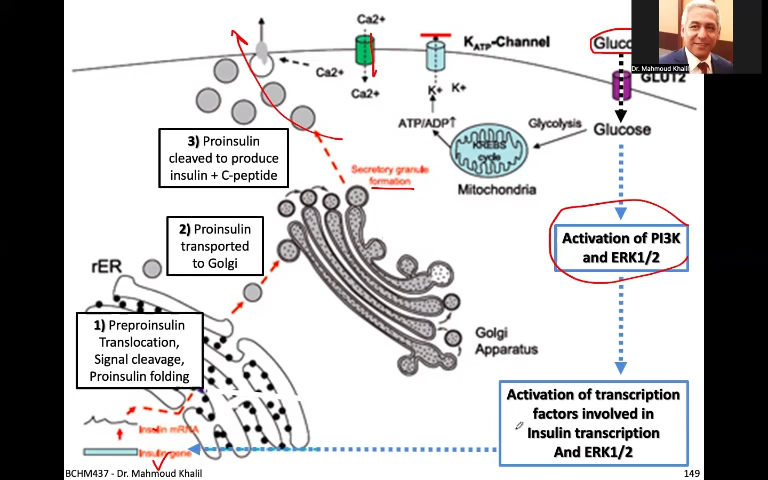 Ca2+
K_ATP-Channel
Gluco
Dr. Mahmoud Khalil
GLUT2
Ca2+
Ca2+
K+ K+
ATP/ADP↑
Glycolysis
Glucose
KREBS
cycle
Mitochondria
3) Proinsulin
cleaved to produce
insulin + C-peptide
Secretory granule
formation
2) Proinsulin
transported
to Golgi
Activation of PI3K
and ERK1/2
rER
1) Preproinsulin
Translocation,
Signal cleavage,
Proinsulin folding
Golgi
Apparatus
Activation of transcription
factors involved in
Insulin transcription
And ERK1/2
Insulin mRNA
Insulin gene
BCHM437 - Dr. Mahmoud Khalil
149